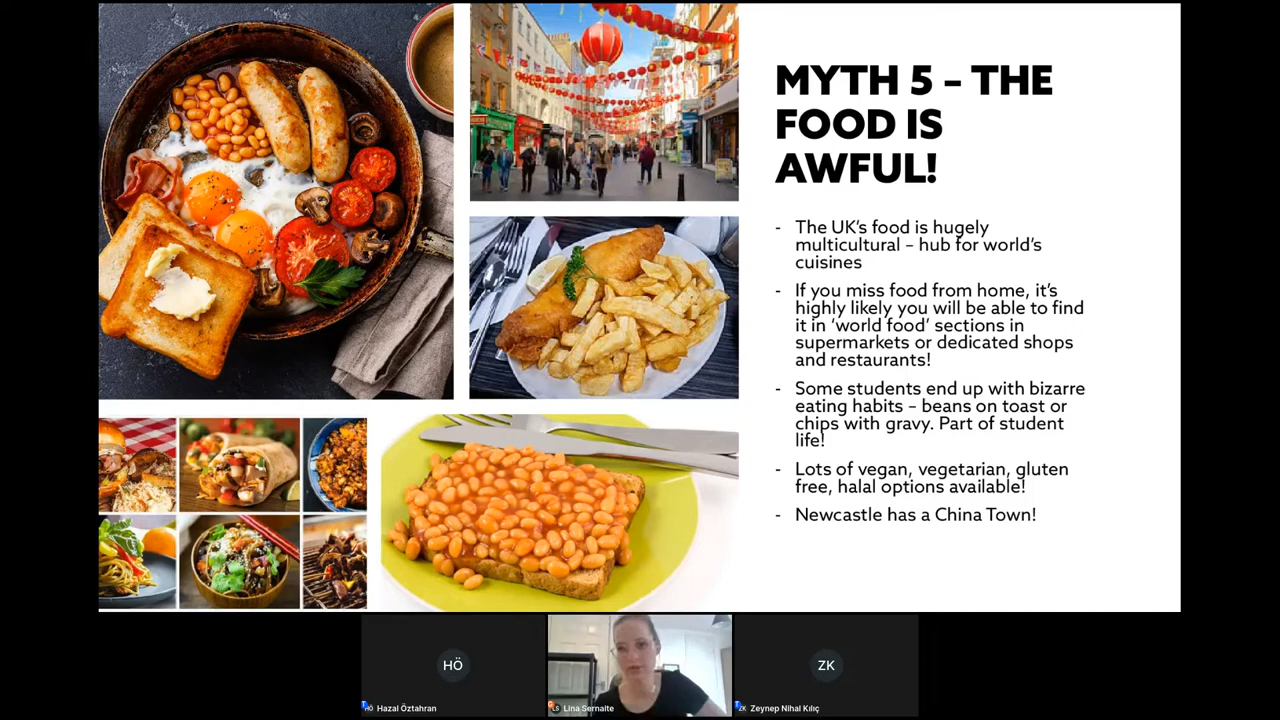 MYTH 5 – THE
FOOD IS
AWFUL!
- The UK's food is hugely
multicultural – hub for world's
cuisines
- If you miss food from home, it's
highly likely you will be able to find
it in 'world food' sections in
supermarkets or dedicated shops
and restaurants!
- Some students end up with bizarre
eating habits – beans on toast or
chips with gravy. Part of student
life!
- Lots of vegan, vegetarian, gluten
free, halal options available!
- Newcastle has a China Town!
HÖ
ZK
HÖ Hazal Öztahran
LS Lina Sernaite
ZK Zeynep Nihal Kılıç